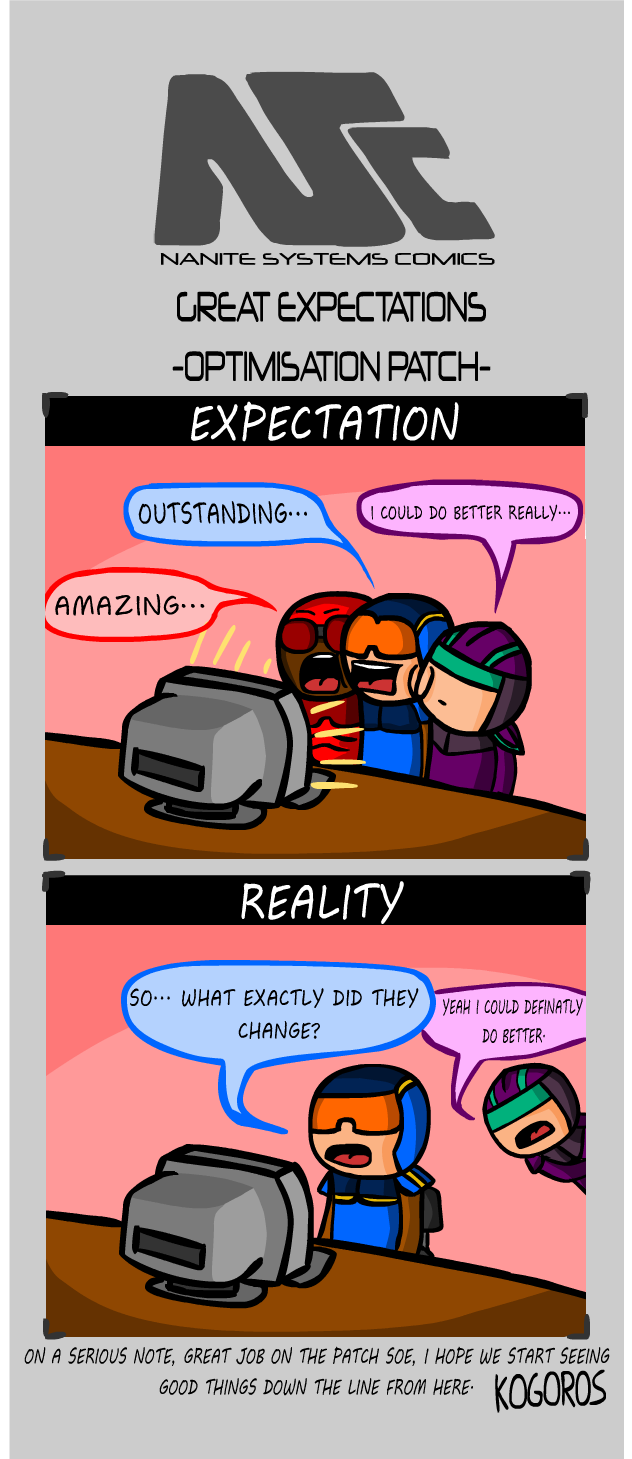 NSC
NANITE SYSTEMS COMICS
GREAT EXPECTATIONS
-OPTIMISATION PATCH-
EXPECTATION
OUTSTANDING...
I COULD DO BETTER REALLY...
AMAZING...
REALITY
SO... WHAT EXACTLY DID THEY
CHANGE?
YEAH I COULD DEFINATLY
DO BETTER.
ON A SERIOUS NOTE, GREAT JOB ON THE PATCH SOE, I HOPE WE START SEEING
GOOD THINGS DOWN THE LINE FROM HERE.
KOGOROS